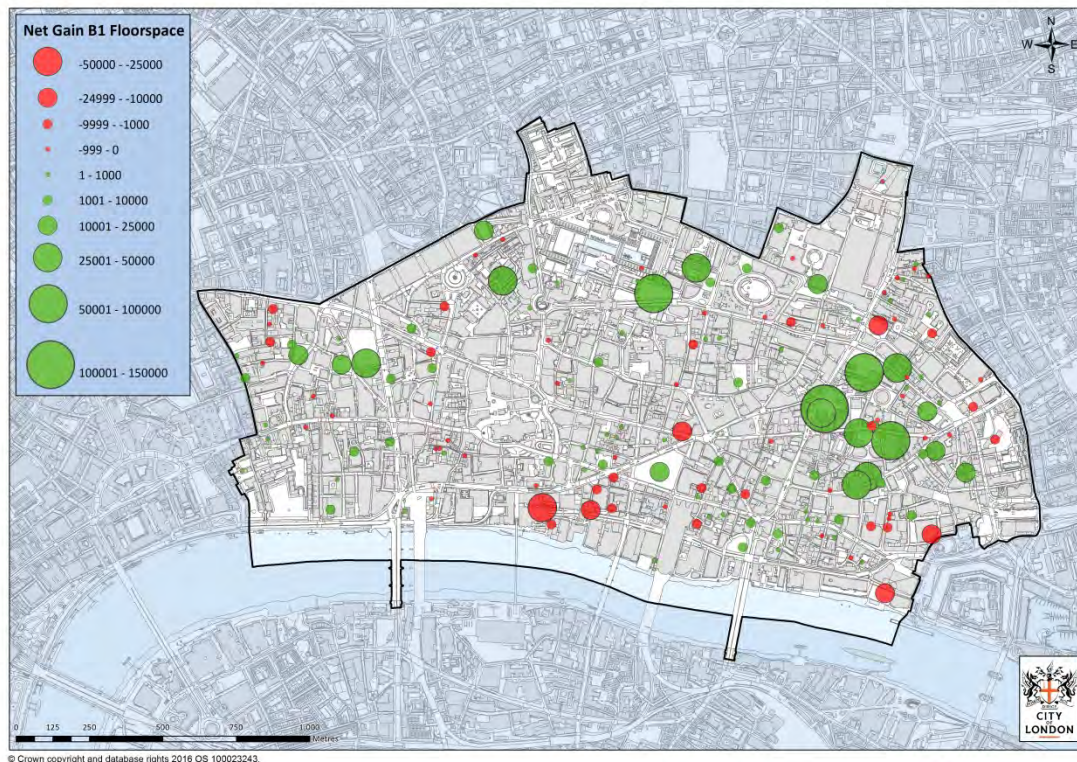 Net Gain B1 Floorspace
-50000 - -25000
-24999 - -10000
-9999 - -1000
-999 - 0
1 - 1000
1001 - 10000
10001 - 25000
25001 - 50000
50001 - 100000
100001 - 150000
N
W E
S
0 125 250 500 750 1,000
Metres
CITY
OF
LONDON
© Crown copyright and database rights 2016 OS 100023243.